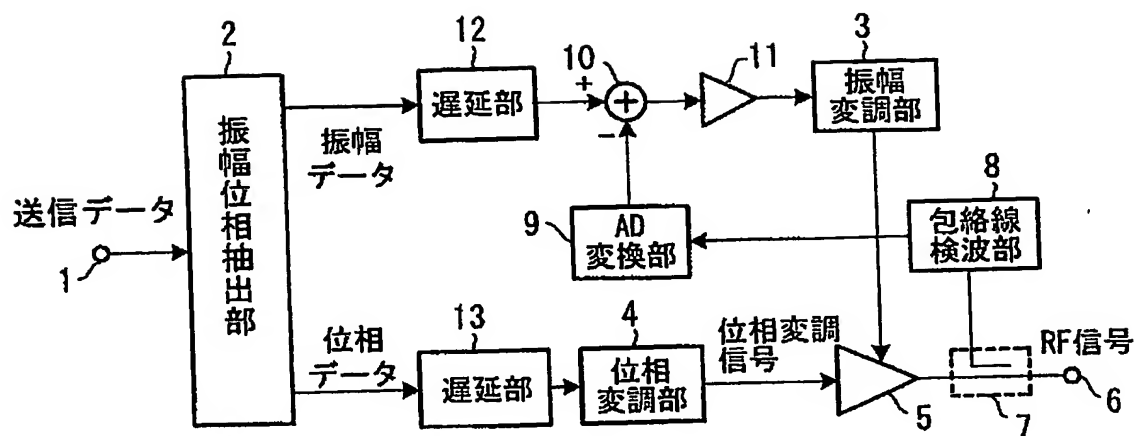 送信データ
1
2
振幅位相抽出部
振幅
データ
位相
データ
12
遅延部
+
10
+
−
11
3
振幅
変調部
9
AD
変換部
8
包絡線
検波部
13
遅延部
4
位相
変調部
位相変調
信号
5
7
RF信号
6